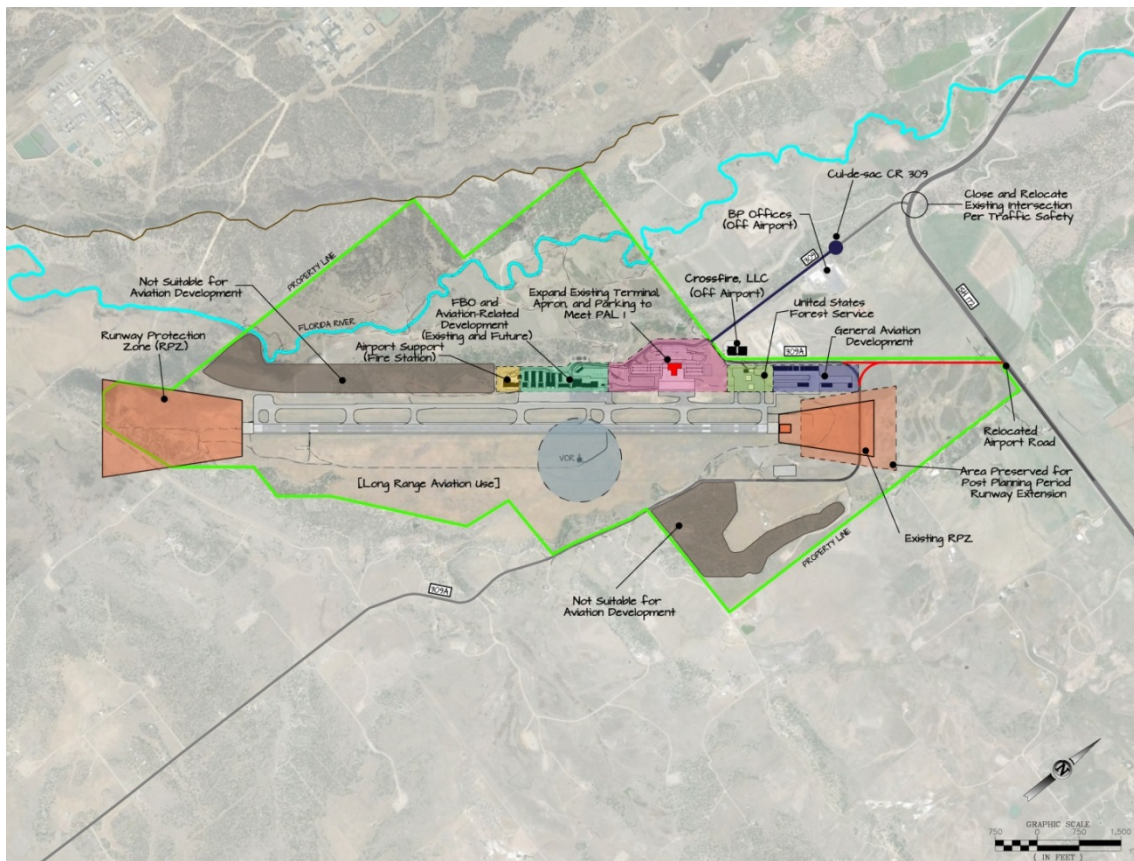 Cul-de-sac CR 309
Close and Relocate
Existing Intersection
Per Traffic Safety
BP Offices
(Off Airport)
309
SH 172
PROPERTY LINE
Not Suitable for
Aviation Development
Crossfire, LLC
(Off Airport)
FBO and
Aviation-Related
Development
(Existing and Future)
Expand Existing Terminal,
Apron, and Parking to
Meet PAL 1
United States
Forest Service
General Aviation
Development
FLORIDA RIVER
Runway Protection
Zone (RPZ)
Airport Support
(Fire Station)
309A
Relocated
Airport Road
VOR
[Long Range Aviation Use]
Area Preserved for
Post Planning Period
Runway Extension
Existing RPZ
PROPERTY LINE
309A
Not Suitable for
Aviation Development
N
GRAPHIC SCALE
750 0 750 1,500
( IN FEET )